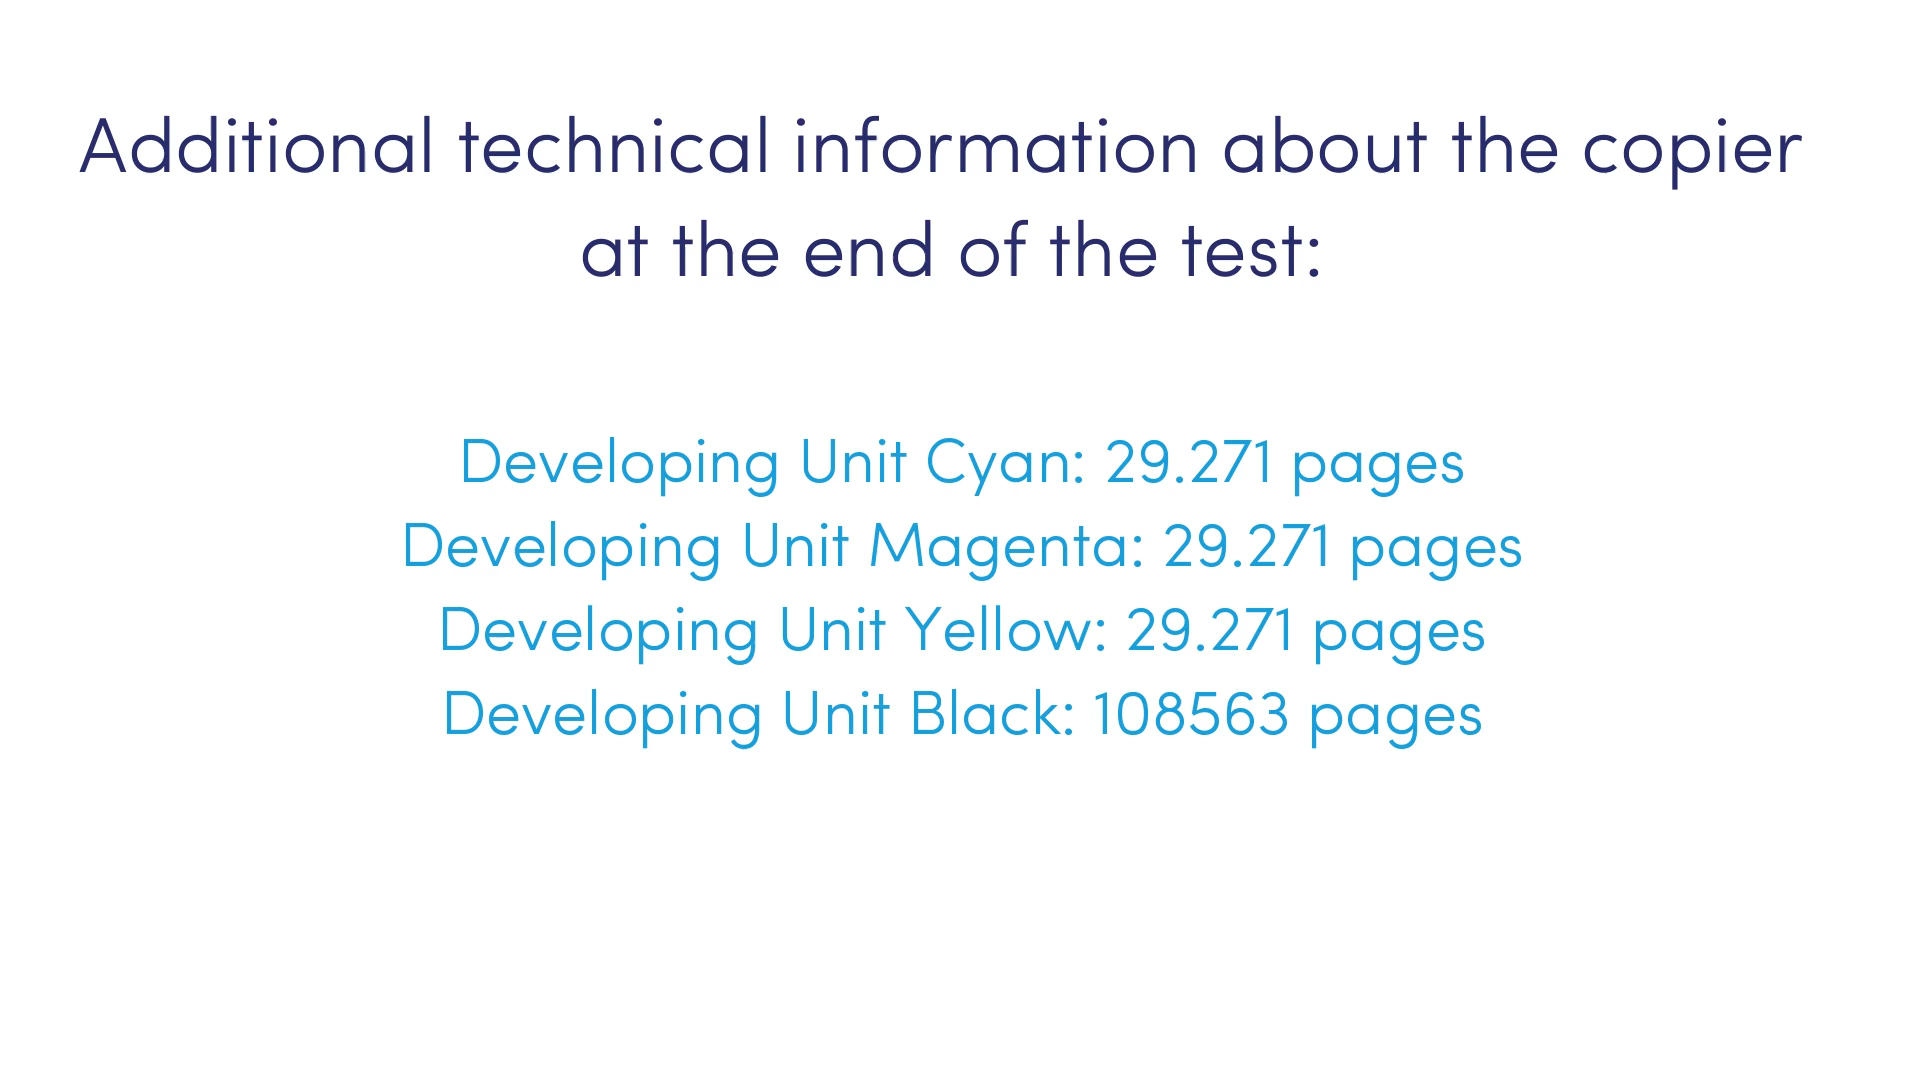 Additional technical information about the copier
at the end of the test:
Developing Unit Cyan: 29.271 pages
Developing Unit Magenta: 29.271 pages
Developing Unit Yellow: 29.271 pages
Developing Unit Black: 108563 pages